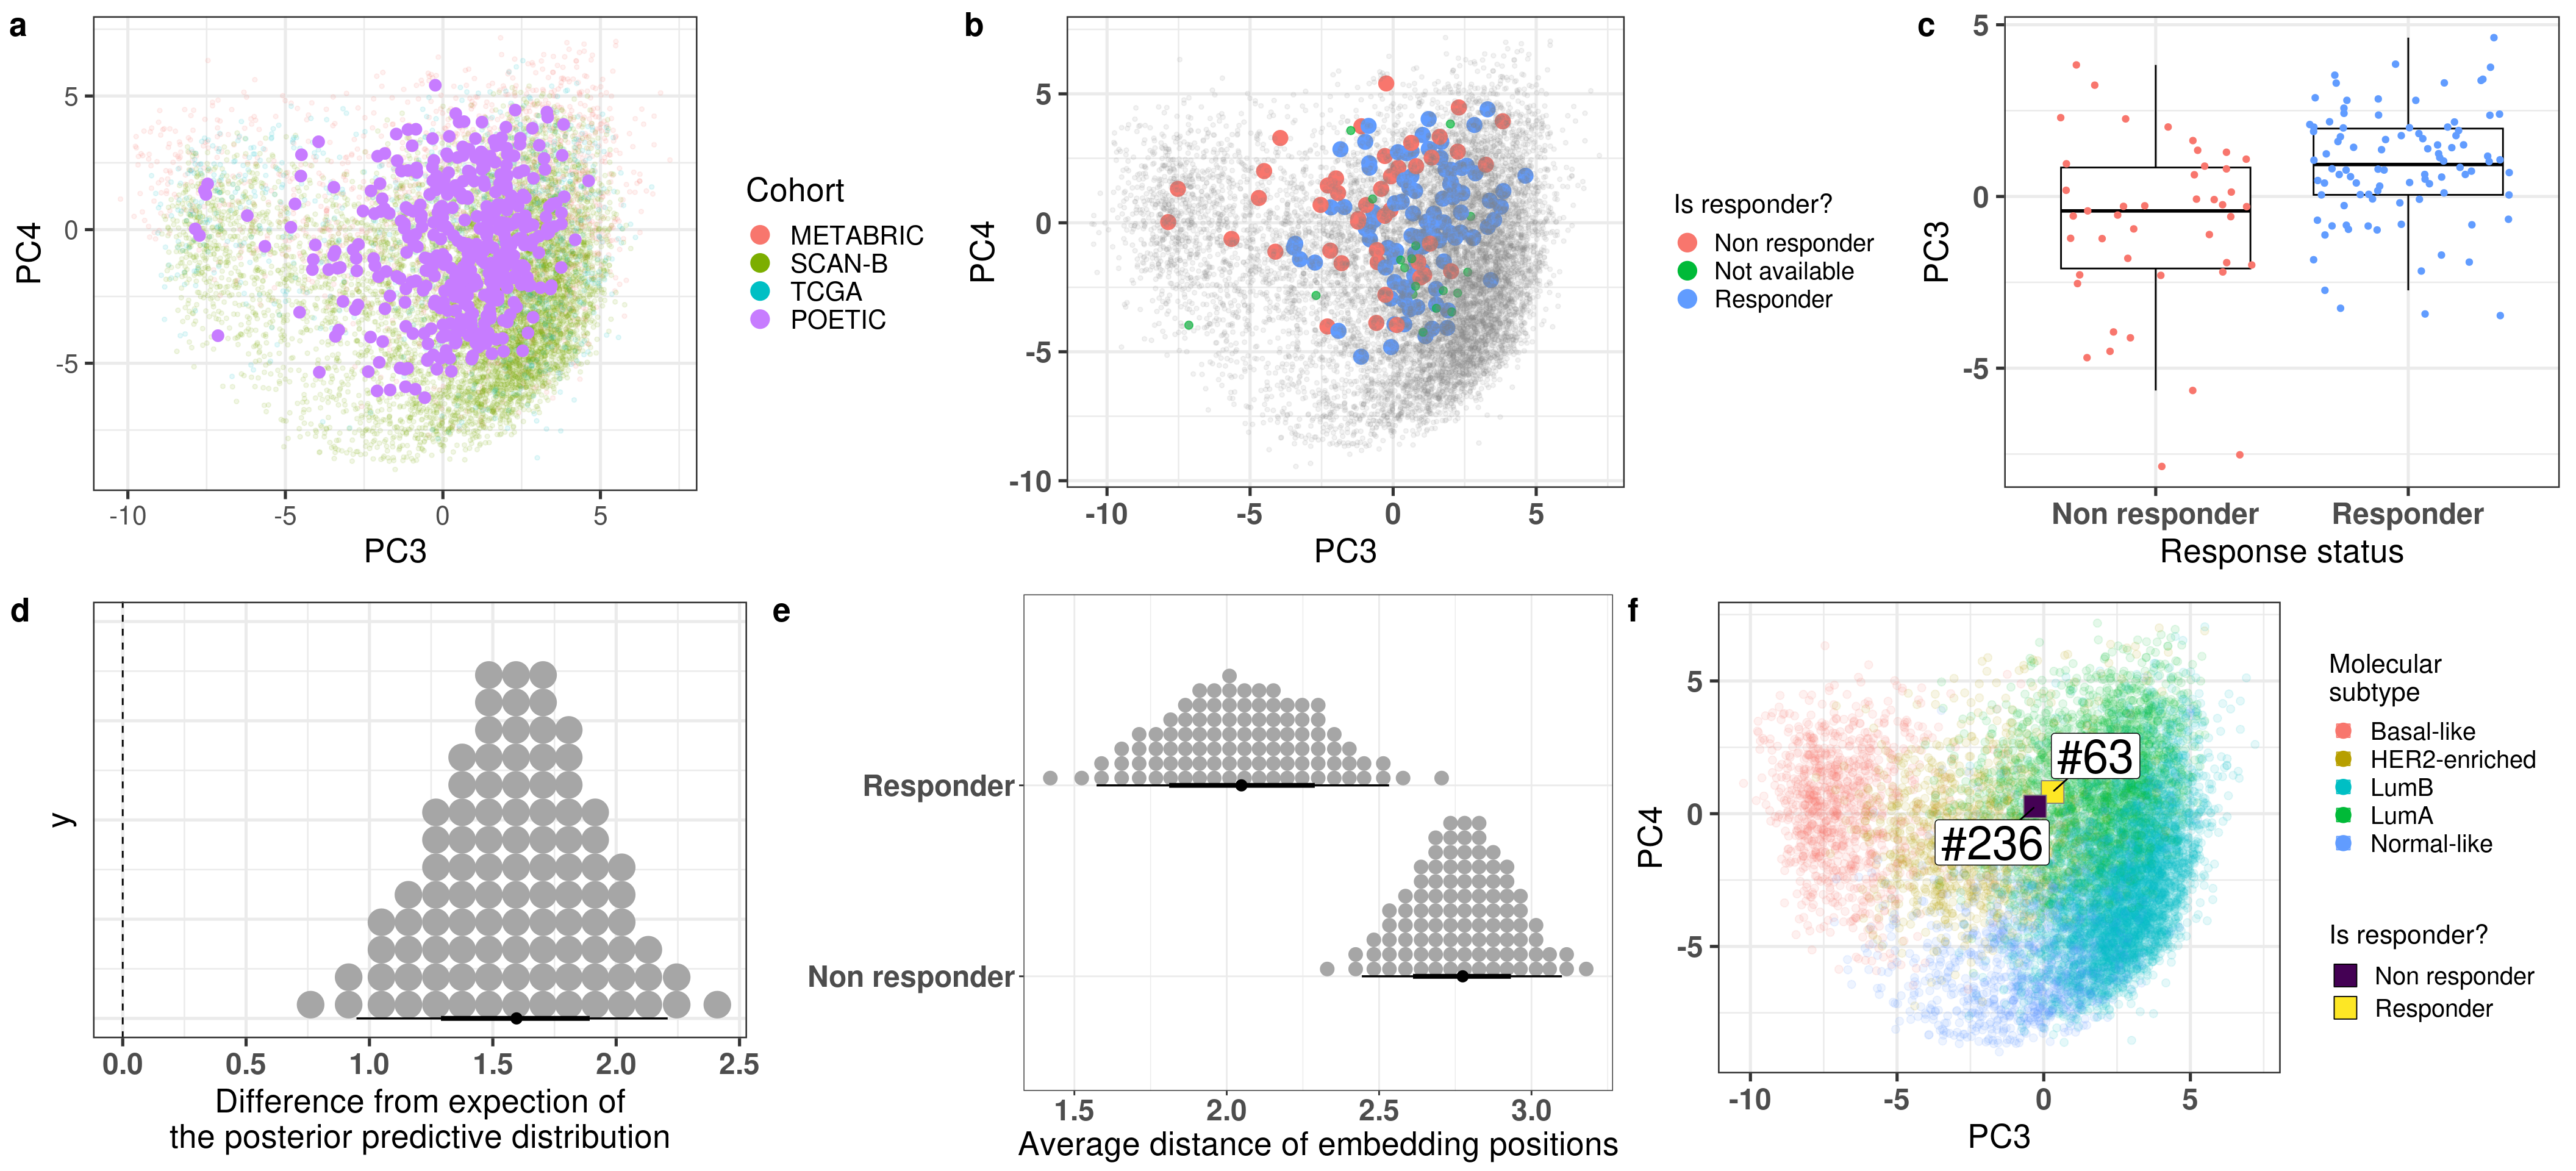 a
5
0
-5
PC4
-10
-5
0
5
PC3
Cohort
METABRIC
SCAN-B
TCGA
POETIC
b
5
0
-5
-10
PC4
-10
-5
0
5
PC3
Is responder?
Non responder
Not available
Responder
c
5
0
-5
PC3
Non responder
Responder
Response status
d
y
0.0
0.5
1.0
1.5
2.0
2.5
Difference from expection of
the posterior predictive distribution
e
Responder
Non responder
1.5
2.0
2.5
3.0
Average distance of embedding positions
f
5
0
-5
PC4
#63
#236
-10
-5
0
5
PC3
Molecular
subtype
Basal-like
HER2-enriched
LumB
LumA
Normal-like
Is responder?
Non responder
Responder